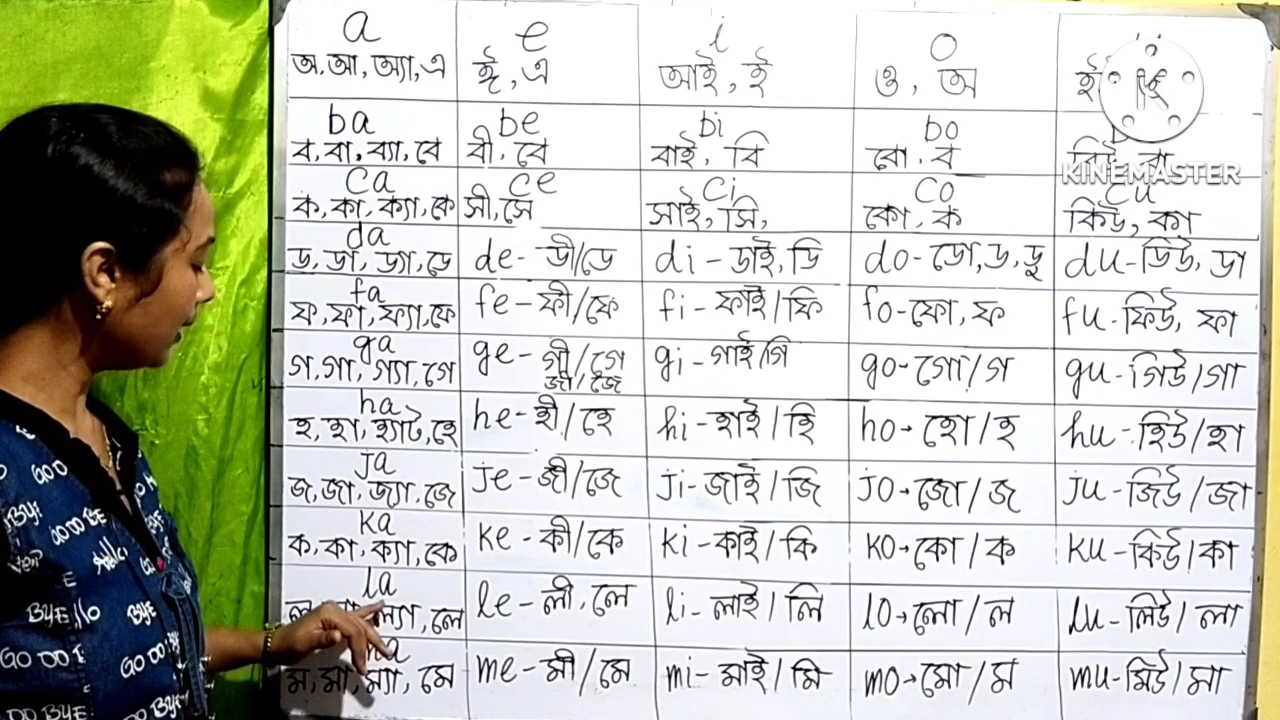 a e i o
অ, আ, অ্যা, এ ঈ, এ আই, ই ও, অ
ba be bi bo
ব, বা, ব্যা, বে বী, বে বাই, বি বো, ব
KINEMASTER
ca ce ci co cu
ক, কা, ক্যা, কে সী, সে সাই, সি, কো, ক কিউ, কা
da
ড, ডা, ড্যা, ডে de - ডী/ডে di - ডাই, ডি do - ডো, ড, ডু du - ডিউ, ডা
fa
ফ, ফা, ফ্যা, ফে fe - ফী/ফে fi - ফাই/ফি fo - ফো, ফ fu - ফিউ, ফা
ga
গ, গা, গ্যা, গে ge - গী/গে gi - গাই/গি go - গো/গ gu - গিউ/গা
জী/জে
ha
হ, হা, হ্যাট, হে he - হী/হে hi - হাই/হি ho - হো/হ hu - হিউ/হা
ja
জ, জা, জ্যা, জে je - জী/জে ji - জাই/জি jo - জো/জ ju - জিউ/জা
ka
ক, কা, ক্যা, কে ke - কী/কে ki - কাই/কি ko - কো/ক ku - কিউ/কা
la
ল্যা, লে le - লী, লে li - লাই/লি lo - লো/ল lu - লিউ/লা
ম, মা, ম্যা, মে me - মী/মে mi - মাই/মি mo - মো/ম mu - মিউ/মা